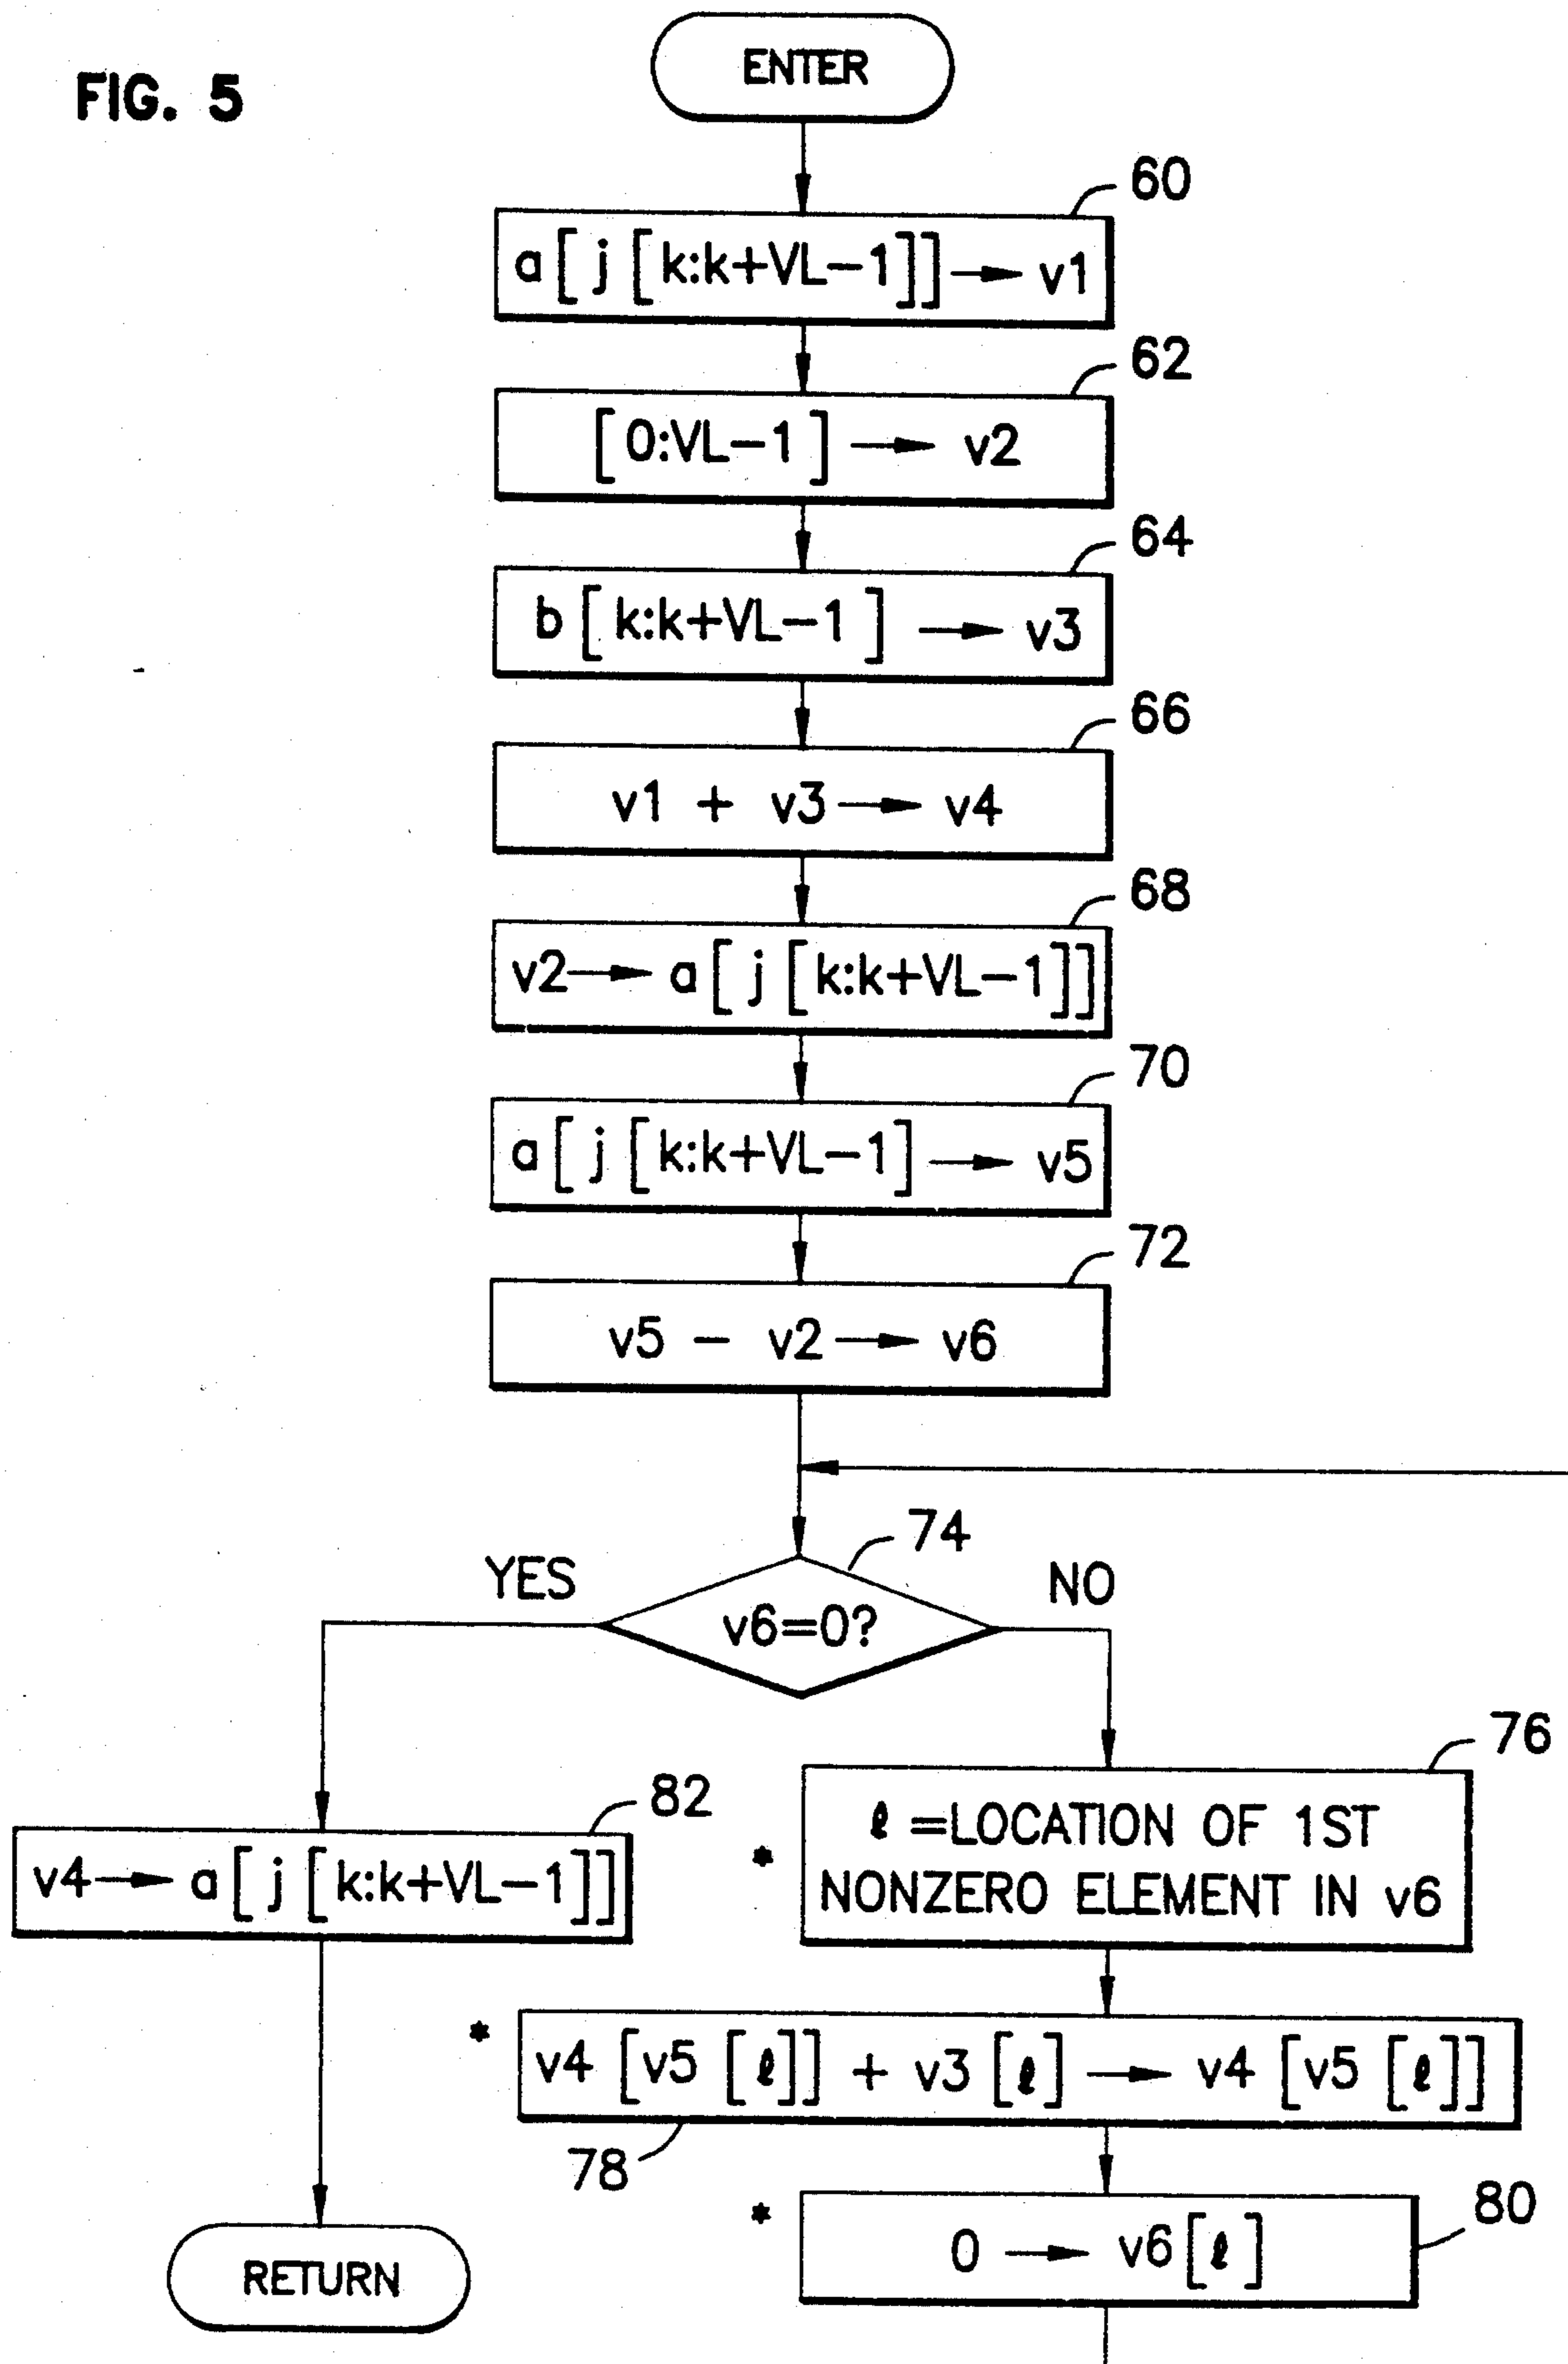 FIG. 5
ENTER
60
a[j[k:k+VL−1]]→v1
62
[0:VL−1]→v2
64
b[k:k+VL−1]→v3
66
v1 + v3→v4
68
v2→a[j[k:k+VL−1]]
70
a[j[k:k+VL−1]→v5
72
v5 − v2→v6
74
YES
NO
v6=0?
76
ℓ =LOCATION OF 1ST
* NONZERO ELEMENT IN v6
82
v4→a[j[k:k+VL−1]]
* v4[v5[ℓ]] + v3[ℓ]→v4[v5[ℓ]]
78
80
* 0→v6[ℓ]
RETURN